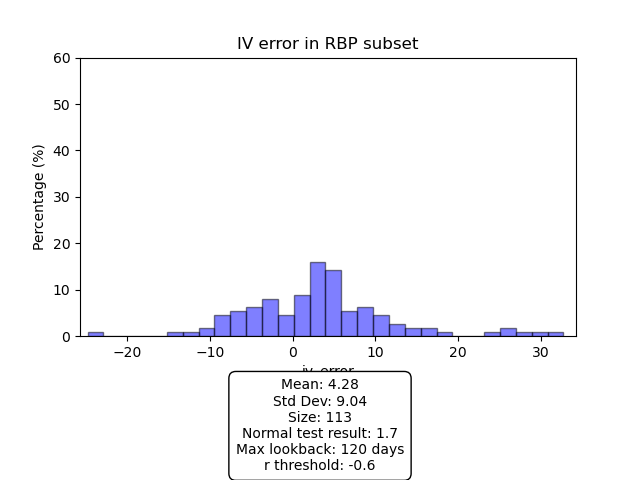 IV error in RBP subset
60
50
40
30
20
10
0
Percentage (%)
−20
−10
0
10
20
30
iv_error
Mean: 4.28
Std Dev: 9.04
Size: 113
Normal test result: 1.7
Max lookback: 120 days
r threshold: -0.6